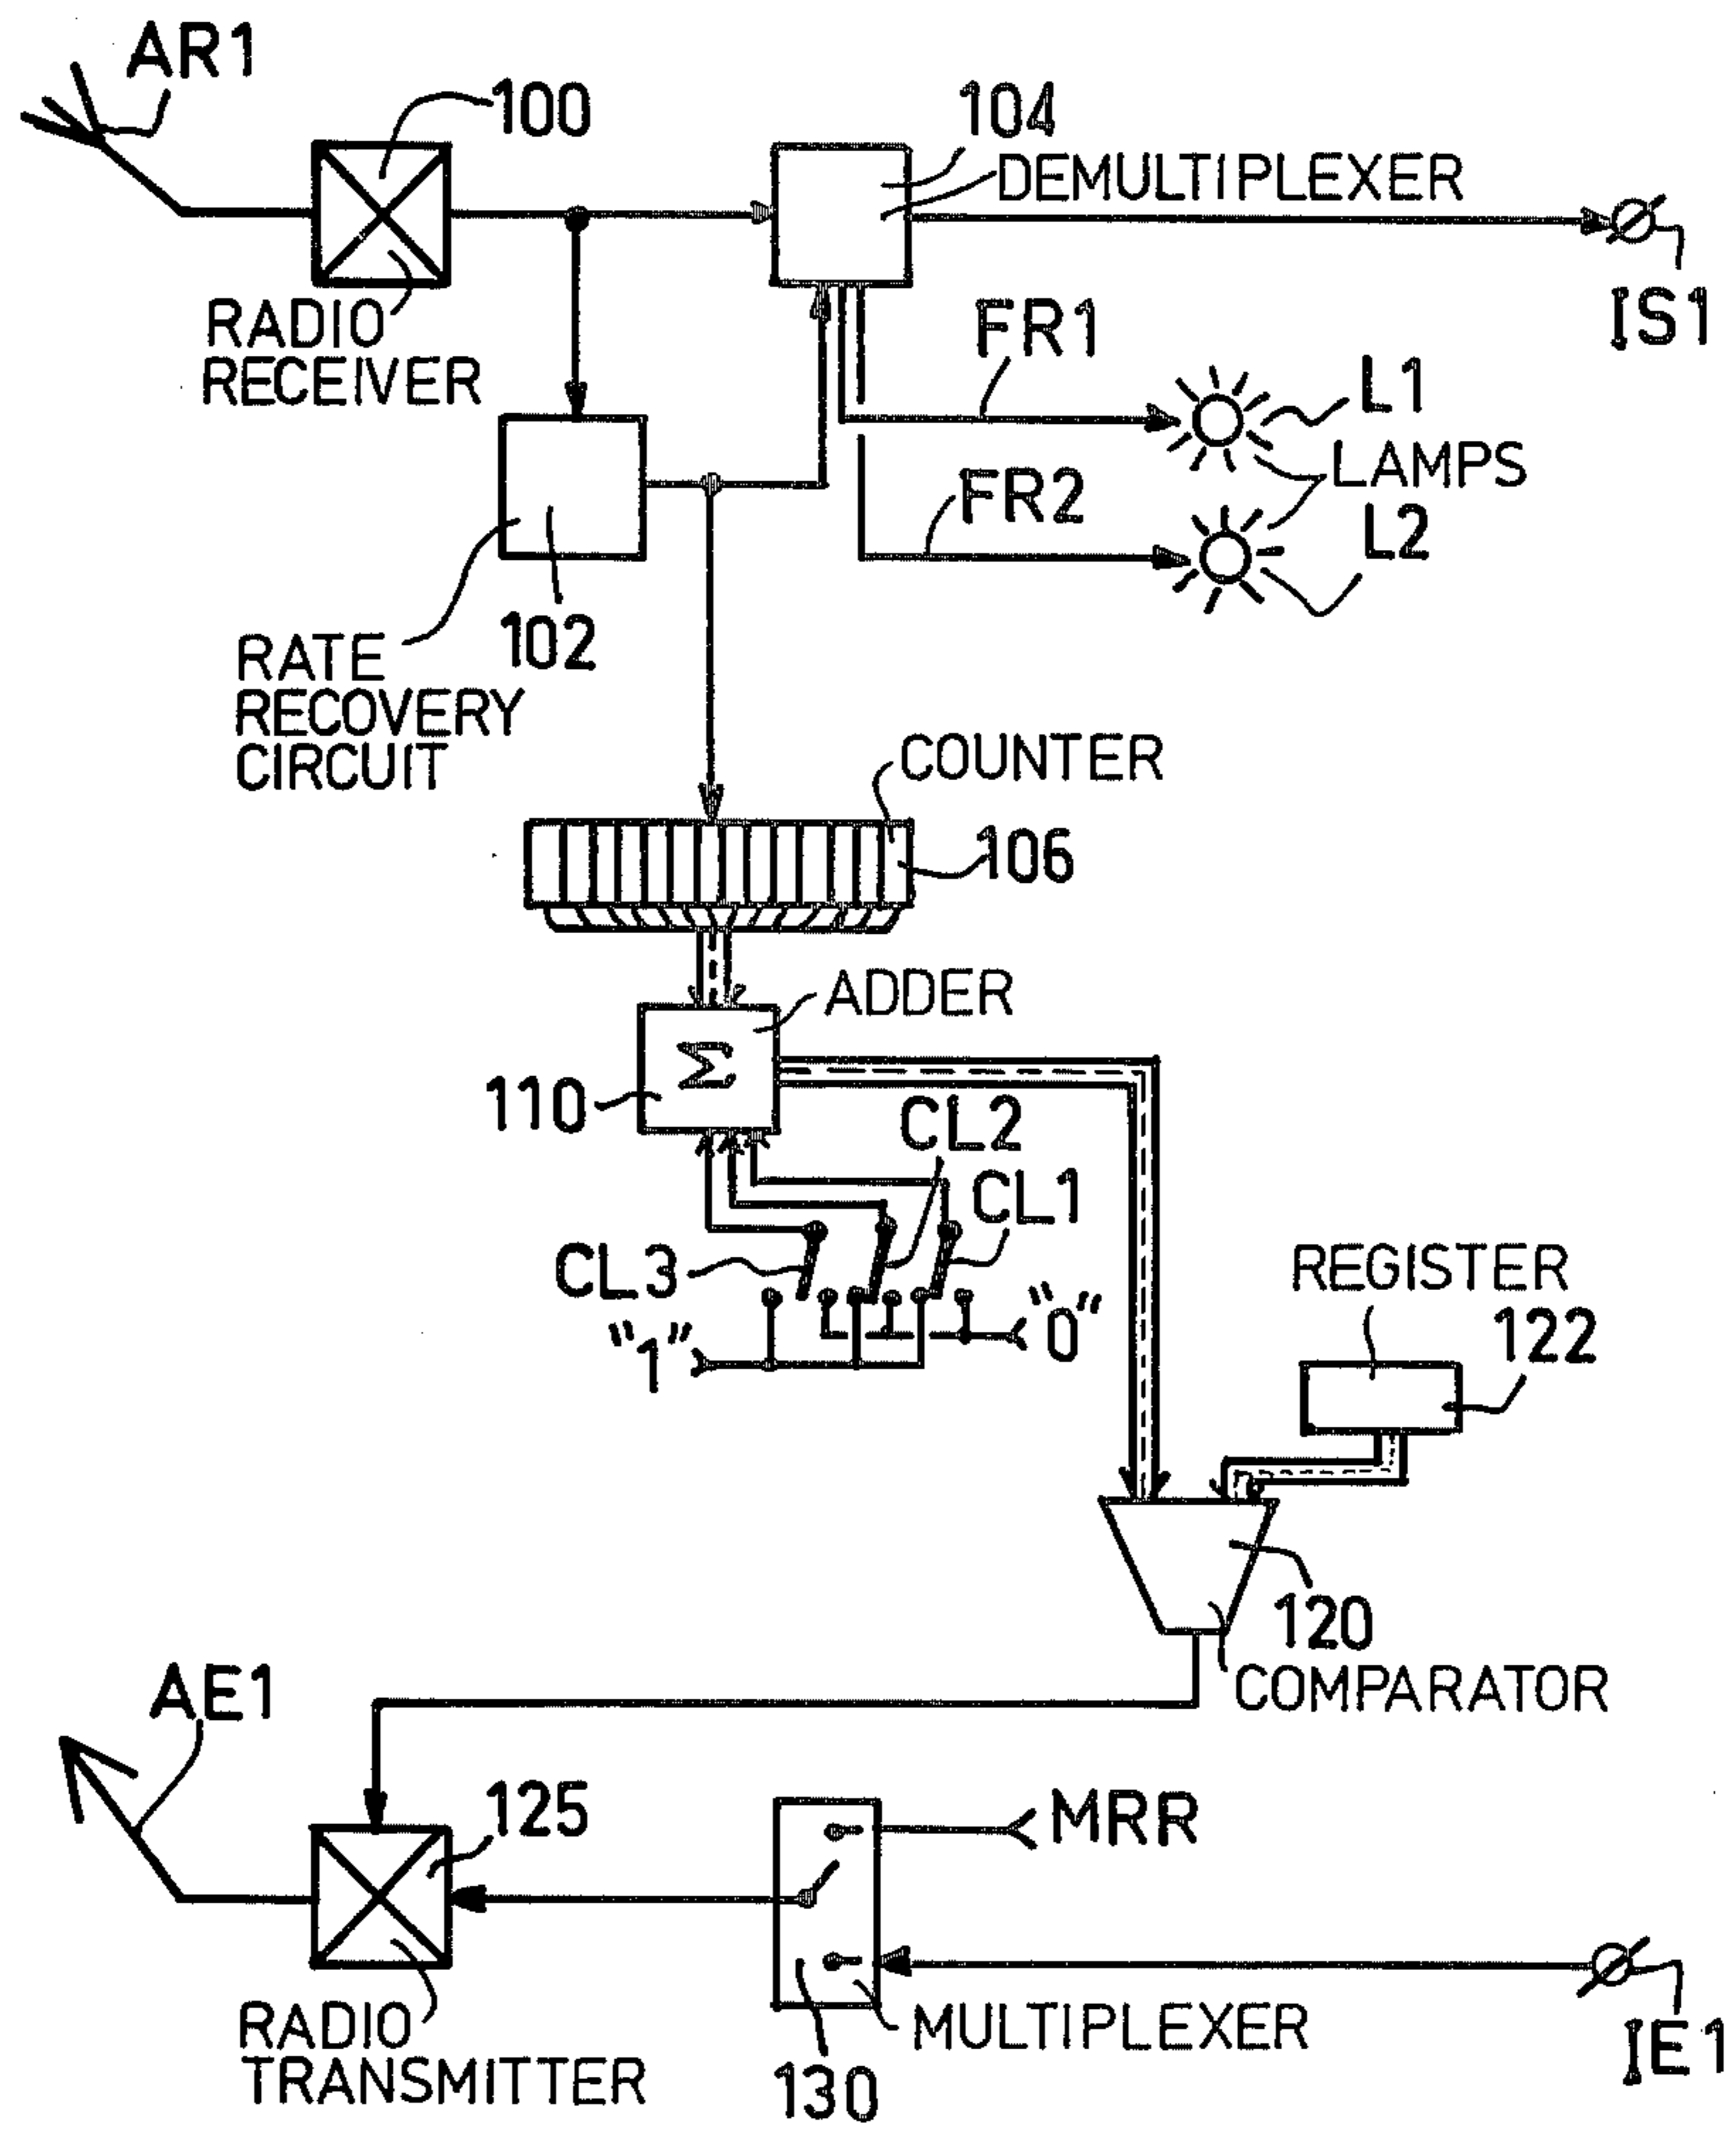 AR1
100
104
DEMULTIPLEXER
IS1
RADIO
RECEIVER
FR1
L1
LAMPS
FR2
L2
102
RATE
RECOVERY
CIRCUIT
COUNTER
106
ADDER
Σ
110
CL2
CL1
CL3
"1"
"0"
REGISTER
122
120
COMPARATOR
AE1
125
MRR
RADIO
TRANSMITTER
MULTIPLEXER
130
IE1